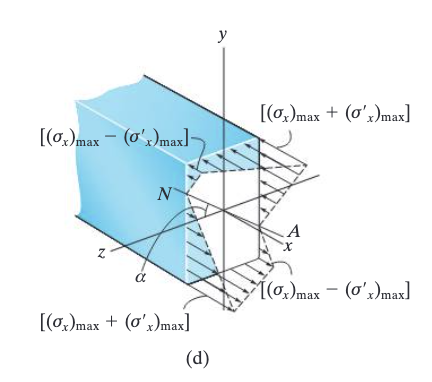 y
[(σx)max + (σ'x)max]
[(σx)max − (σ'x)max]
N
A
x
z
α
[(σx)max − (σ'x)max]
[(σx)max + (σ'x)max]
(d)